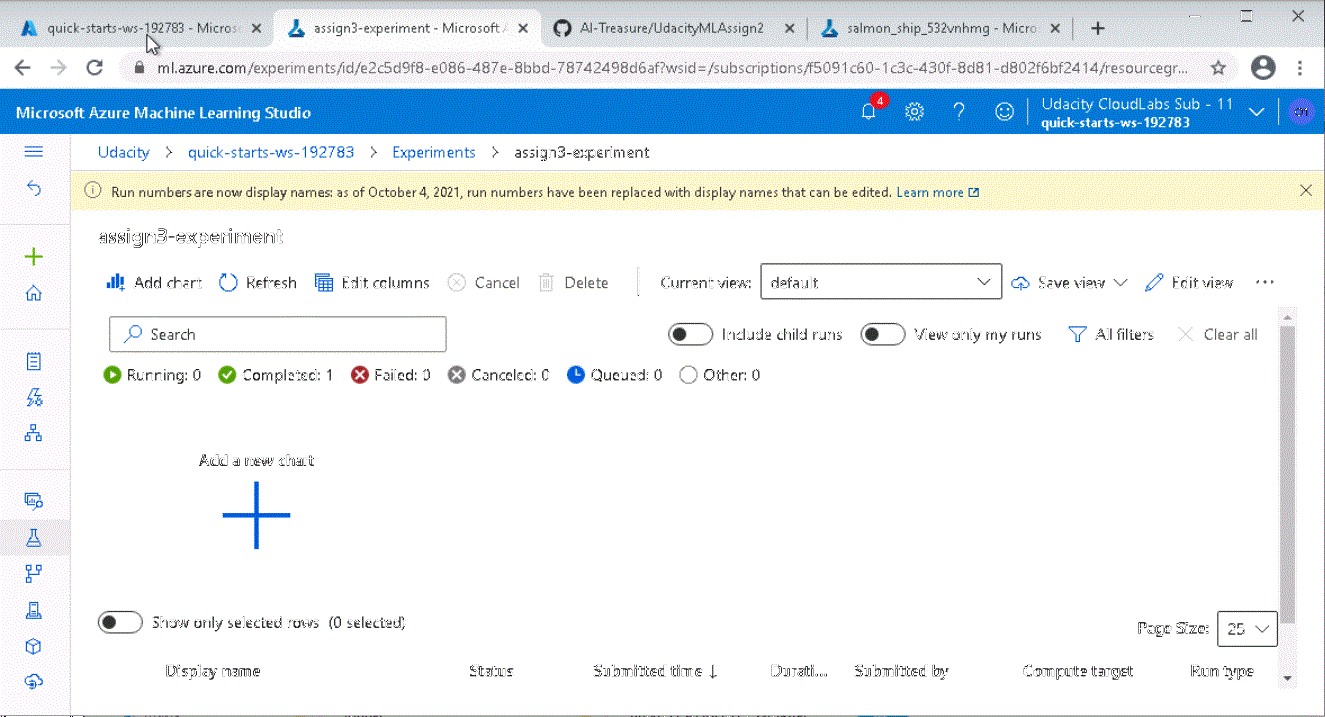 quick-starts-ws-192783 - Micros
assign3-experiment - Microsoft A
AI-Treasure/UdacityMLAssign2
salmon_ship_532vnhmg - Micro
ml.azure.com/experiments/id/e2c5d9f8-e086-487e-8bbd-78742498d6af?wsid=/subscriptions/f5091c60-1c3c-430f-8d81-d802f6bf2414/resourcegr...
Microsoft Azure Machine Learning Studio
4
Udacity CloudLabs Sub - 11
quick-starts-ws-192783
Udacity > quick-starts-ws-192783 > Experiments > assign3-experiment
Run numbers are now display names: as of October 4, 2021, run numbers have been replaced with display names that can be edited. Learn more
assign3-experiment
Add chart Refresh Edit columns Cancel Delete Current view: default Save view Edit view ...
Search Include child runs View only my runs All filters Clear all
Running: 0 Completed: 1 Failed: 0 Canceled: 0 Queued: 0 Other: 0
Add a new chart
Show only selected rows (0 selected)
Page Size: 25
Display name Status Submitted time ↓ Durati... Submitted by Compute target Run type